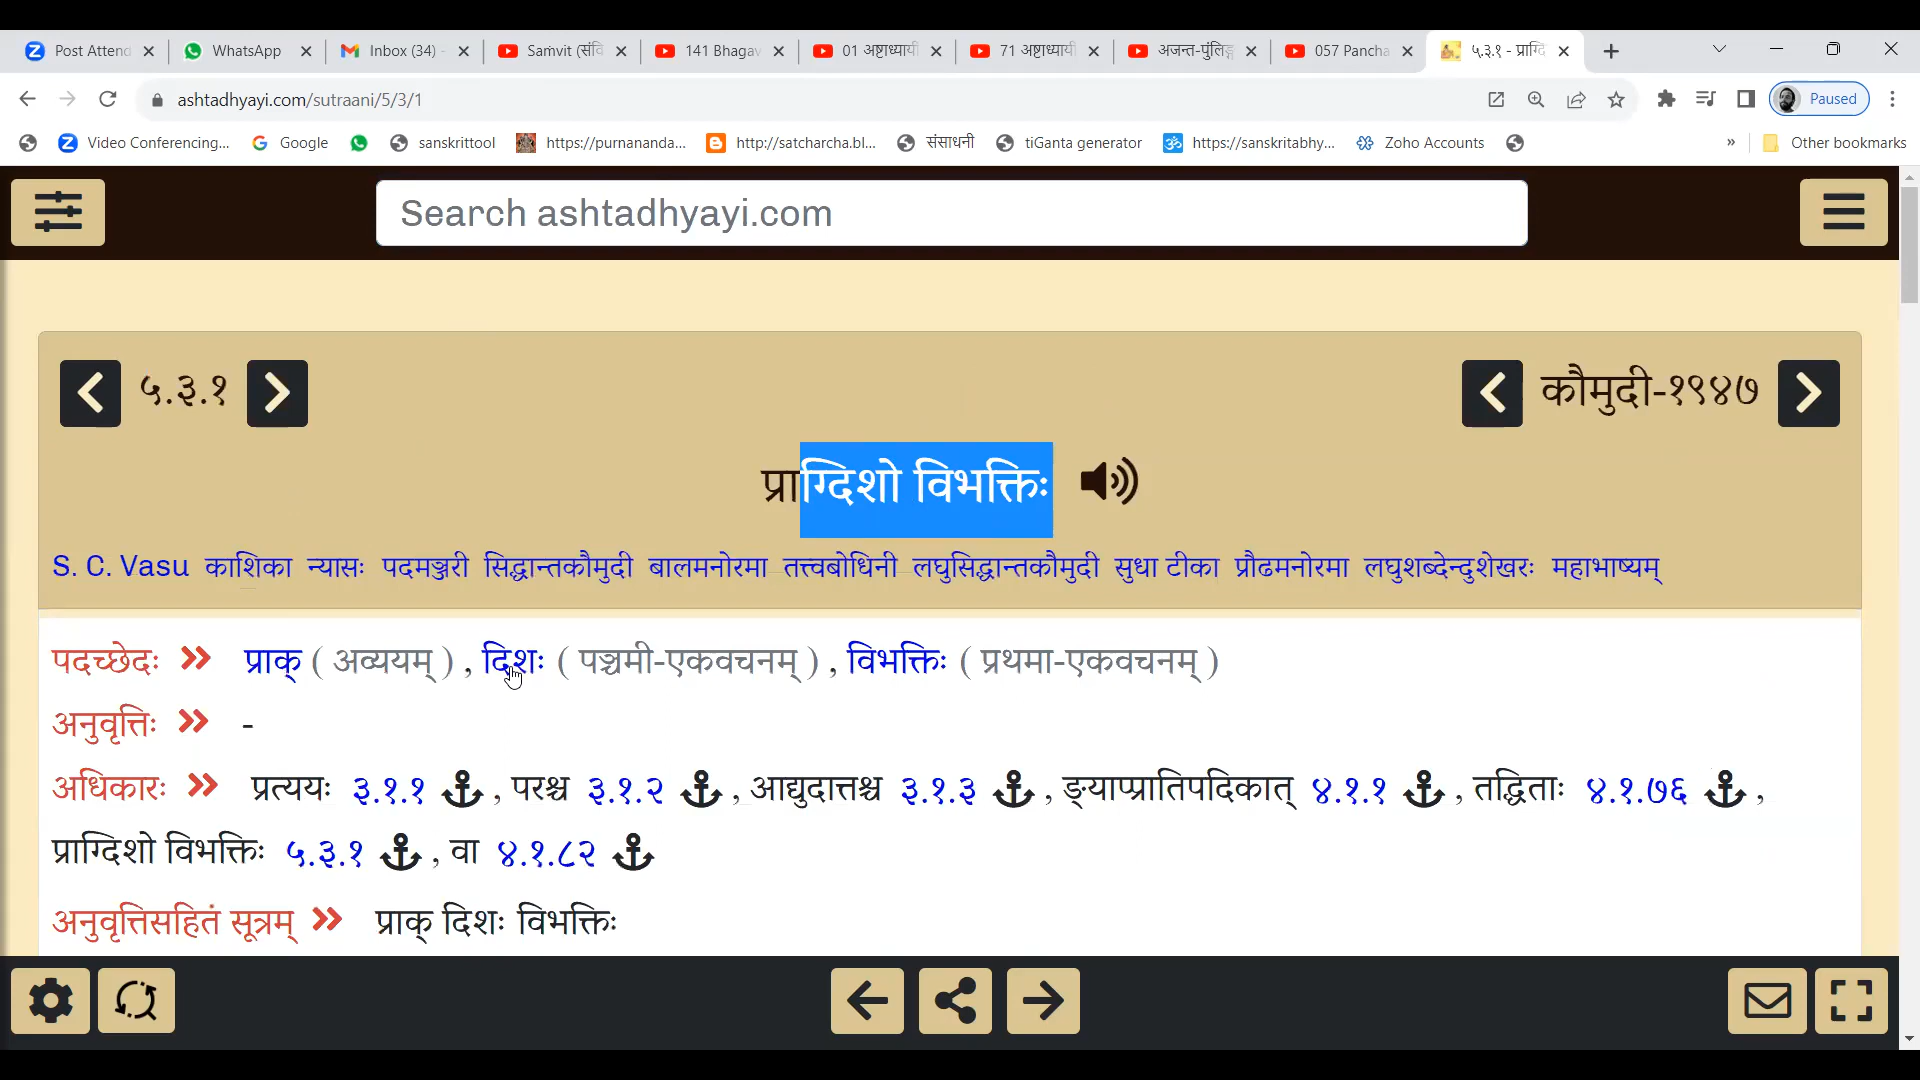 Post Attend WhatsApp Inbox (34) - Samvit (संवि 141 Bhagav 01 अष्टाध्यायी 71 अष्टाध्यायी अजन्त-पुंलिङ्ग 057 Pancha ५.३.१ - प्राग्दि
ashtadhyayi.com/sutraani/5/3/1 Paused
Video Conferencing... Google sanskrittool https://purnananda... http://satcharcha.bl... संसाधनी tiGanta generator https://sanskritabhy... Zoho Accounts » Other bookmarks
Search ashtadhyayi.com
५.३.१ कौमुदी-१९४७
प्राग्दिशो विभक्तिः
S. C. Vasu काशिका न्यासः पदमञ्जरी सिद्धान्तकौमुदी बालमनोरमा तत्त्वबोधिनी लघुसिद्धान्तकौमुदी सुधा टीका प्रौढमनोरमा लघुशब्देन्दुशेखरः महाभाष्यम्
पदच्छेदः प्राक् ( अव्ययम् ) , दिशः ( पञ्चमी-एकवचनम् ) , विभक्तिः ( प्रथमा-एकवचनम् )
अनुवृत्तिः -
अधिकारः प्रत्ययः ३.१.१ , परश्च ३.१.२ , आद्युदात्तश्च ३.१.३ , ङ्याप्प्रातिपदिकात् ४.१.१ , तद्धिताः ४.१.७६ ,
प्राग्दिशो विभक्तिः ५.३.१ , वा ४.१.८२
अनुवृत्तिसहितं सूत्रम् प्राक् दिशः विभक्तिः